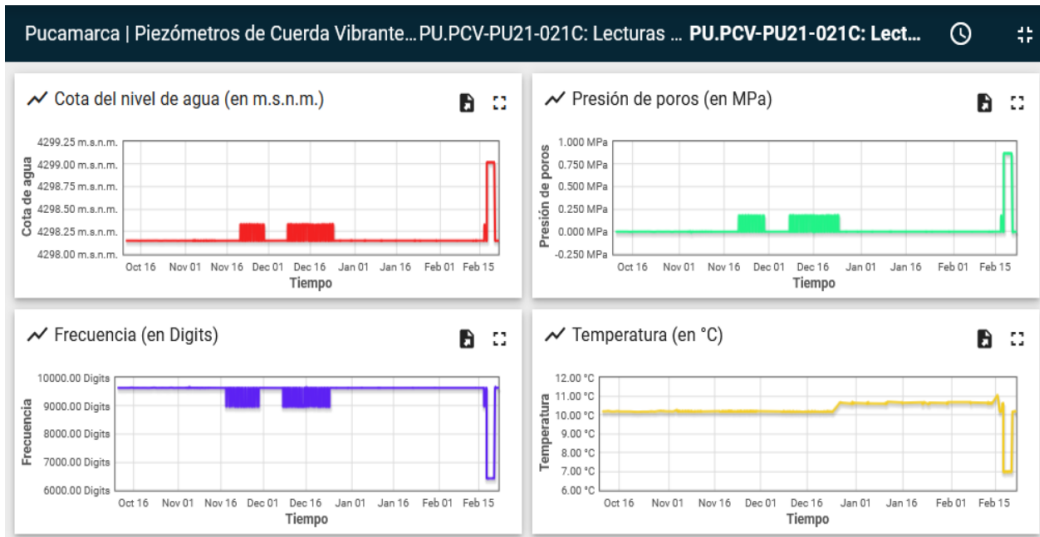 Pucamarca | Piezómetros de Cuerda Vibrante... PU.PCV-PU21-021C: Lecturas ... PU.PCV-PU21-021C: Lect...
Cota del nivel de agua (en m.s.n.m.)
4299.25 m.s.n.m.
4299.00 m.s.n.m.
4298.75 m.s.n.m.
4298.50 m.s.n.m.
4298.25 m.s.n.m.
4298.00 m.s.n.m.
Cota de agua
Oct 16 Nov 01 Nov 16 Dec 01 Dec 16 Jan 01 Jan 16 Feb 01 Feb 15
Tiempo
Presión de poros (en MPa)
1.000 MPa
0.750 MPa
0.500 MPa
0.250 MPa
0.000 MPa
-0.250 MPa
Presión de poros
Oct 16 Nov 01 Nov 16 Dec 01 Dec 16 Jan 01 Jan 16 Feb 01 Feb 15
Tiempo
Frecuencia (en Digits)
10000.00 Digits
9000.00 Digits
8000.00 Digits
7000.00 Digits
6000.00 Digits
Frecuencia
Oct 16 Nov 01 Nov 16 Dec 01 Dec 16 Jan 01 Jan 16 Feb 01 Feb 15
Tiempo
Temperatura (en °C)
12.00 °C
11.00 °C
10.00 °C
9.00 °C
8.00 °C
7.00 °C
6.00 °C
Temperatura
Oct 16 Nov 01 Nov 16 Dec 01 Dec 16 Jan 01 Jan 16 Feb 01 Feb 15
Tiempo